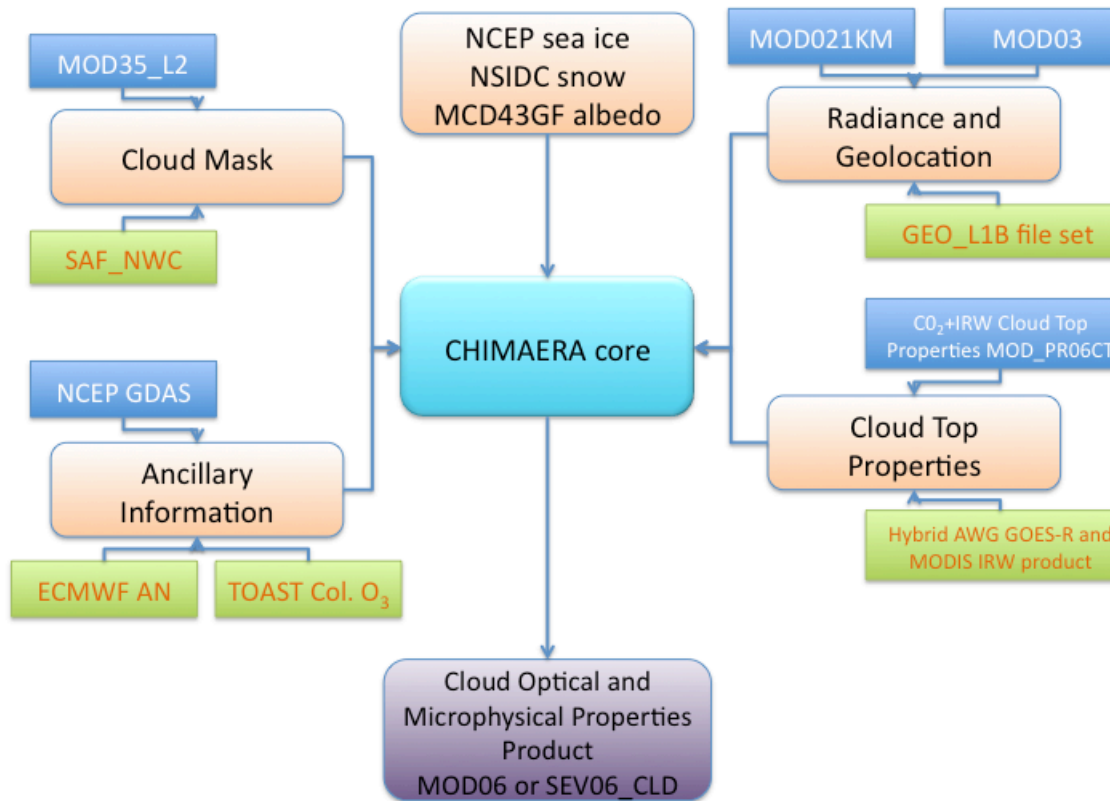 MOD35_L2
Cloud Mask
SAF_NWC
NCEP sea ice
NSIDC snow
MCD43GF albedo
MOD021KM
MOD03
Radiance and
Geolocation
GEO_L1B file set
CHIMAERA core
NCEP GDAS
Ancillary
Information
ECMWF AN
TOAST Col. O₃
C0₂+IRW Cloud Top
Properties MOD_PR06CT
Cloud Top
Properties
Hybrid AWG GOES-R and
MODIS IRW product
Cloud Optical and
Microphysical Properties
Product
MOD06 or SEV06_CLD